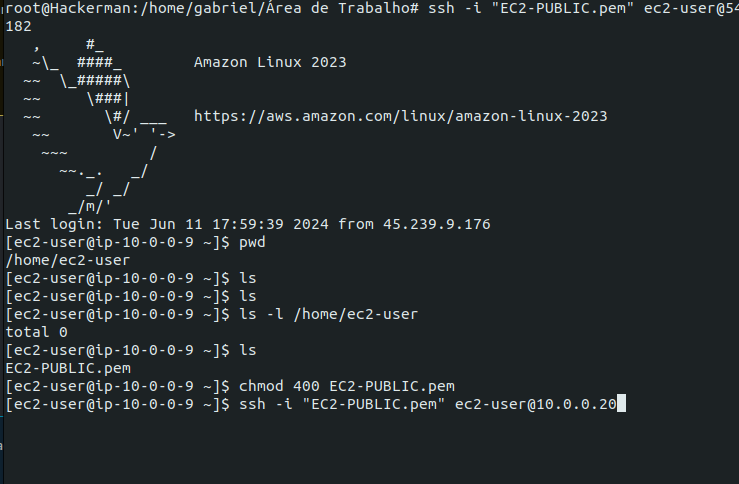 root@Hackerman:/home/gabriel/Área de Trabalho# ssh -i "EC2-PUBLIC.pem" ec2-user@54
182
   ,     #_
   ~\_  ####_        Amazon Linux 2023
  ~~  \_#####\
  ~~     \###|
  ~~       \#/ ___   https://aws.amazon.com/linux/amazon-linux-2023
   ~~       V~' '->
    ~~~         /
      ~~._.   _/
         _/ _/
       _/m/'
Last login: Tue Jun 11 17:59:39 2024 from 45.239.9.176
[ec2-user@ip-10-0-0-9 ~]$ pwd
/home/ec2-user
[ec2-user@ip-10-0-0-9 ~]$ ls
[ec2-user@ip-10-0-0-9 ~]$ ls
[ec2-user@ip-10-0-0-9 ~]$ ls -l /home/ec2-user
total 0
[ec2-user@ip-10-0-0-9 ~]$ ls
EC2-PUBLIC.pem
[ec2-user@ip-10-0-0-9 ~]$ chmod 400 EC2-PUBLIC.pem
[ec2-user@ip-10-0-0-9 ~]$ ssh -i "EC2-PUBLIC.pem" ec2-user@10.0.0.20